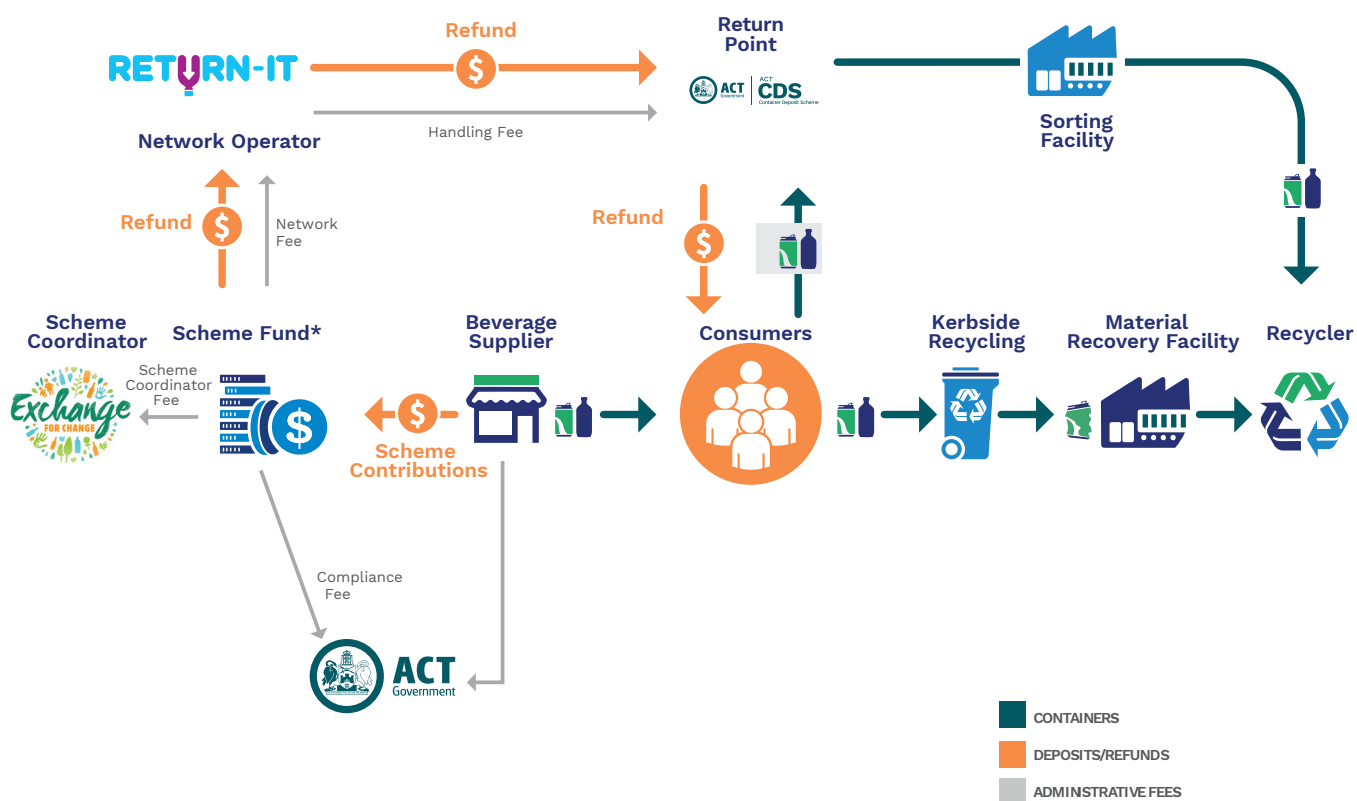 Refund
Return
Point
RETURN-IT
ACT
Government
ACT
CDS
Container Deposit Scheme
Handling Fee
Sorting
Facility
Network Operator
Refund
Network
Fee
Refund
Scheme
Coordinator
Scheme Fund*
Beverage
Supplier
Consumers
Kerbside
Recycling
Material
Recovery Facility
Recycler
Scheme
Coordinator
Fee
Exchange
FOR CHANGE
Scheme
Contributions
Compliance
Fee
ACT
Government
CONTAINERS
DEPOSITS/REFUNDS
ADMINISTRATIVE FEES